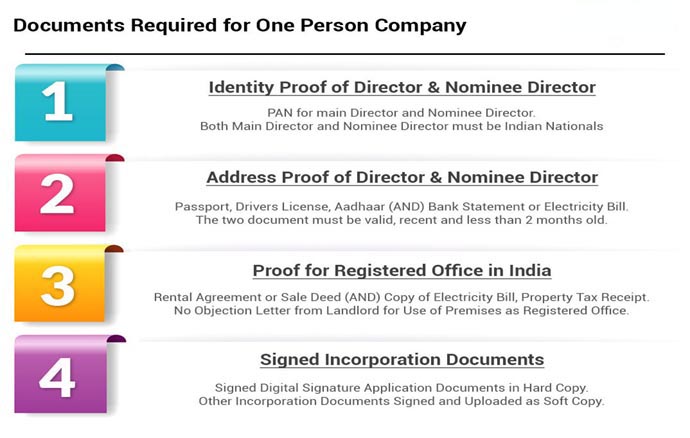 Documents Required for One Person Company
1
Identity Proof of Director & Nominee Director
PAN for main Director and Nominee Director.
Both Main Director and Nominee Director must be Indian Nationals
2
Address Proof of Director & Nominee Director
Passport, Drivers License, Aadhaar (AND) Bank Statement or Electricity Bill.
The two document must be valid, recent and less than 2 months old.
3
Proof for Registered Office in India
Rental Agreement or Sale Deed (AND) Copy of Electricity Bill, Property Tax Receipt.
No Objection Letter from Landlord for Use of Premises as Registered Office.
4
Signed Incorporation Documents
Signed Digital Signature Application Documents in Hard Copy.
Other Incorporation Documents Signed and Uploaded as Soft Copy.